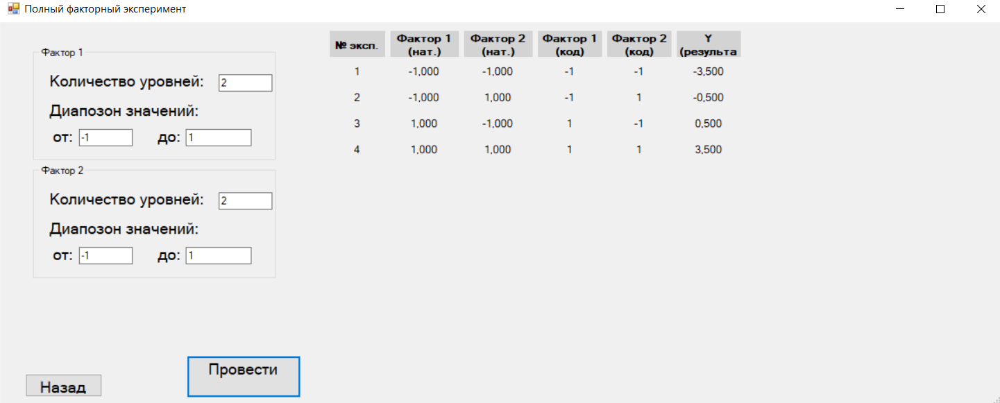 Полный факторный эксперимент
Фактор 1
Количество уровней: 2
Диапозон значений:
от: -1 до: 1
Фактор 2
Количество уровней: 2
Диапозон значений:
от: -1 до: 1
Назад
Провести
№ эксп. Фактор 1 (нат.) Фактор 2 (нат.) Фактор 1 (код) Фактор 2 (код) Y (результа
1 -1,000 -1,000 -1 -1 -3,500
2 -1,000 1,000 -1 1 -0,500
3 1,000 -1,000 1 -1 0,500
4 1,000 1,000 1 1 3,500